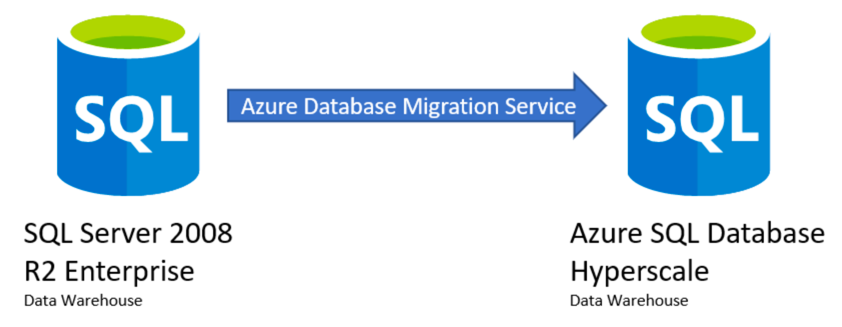 SQL
Azure Database Migration Service
SQL
SQL Server 2008
R2 Enterprise
Data Warehouse
Azure SQL Database
Hyperscale
Data Warehouse